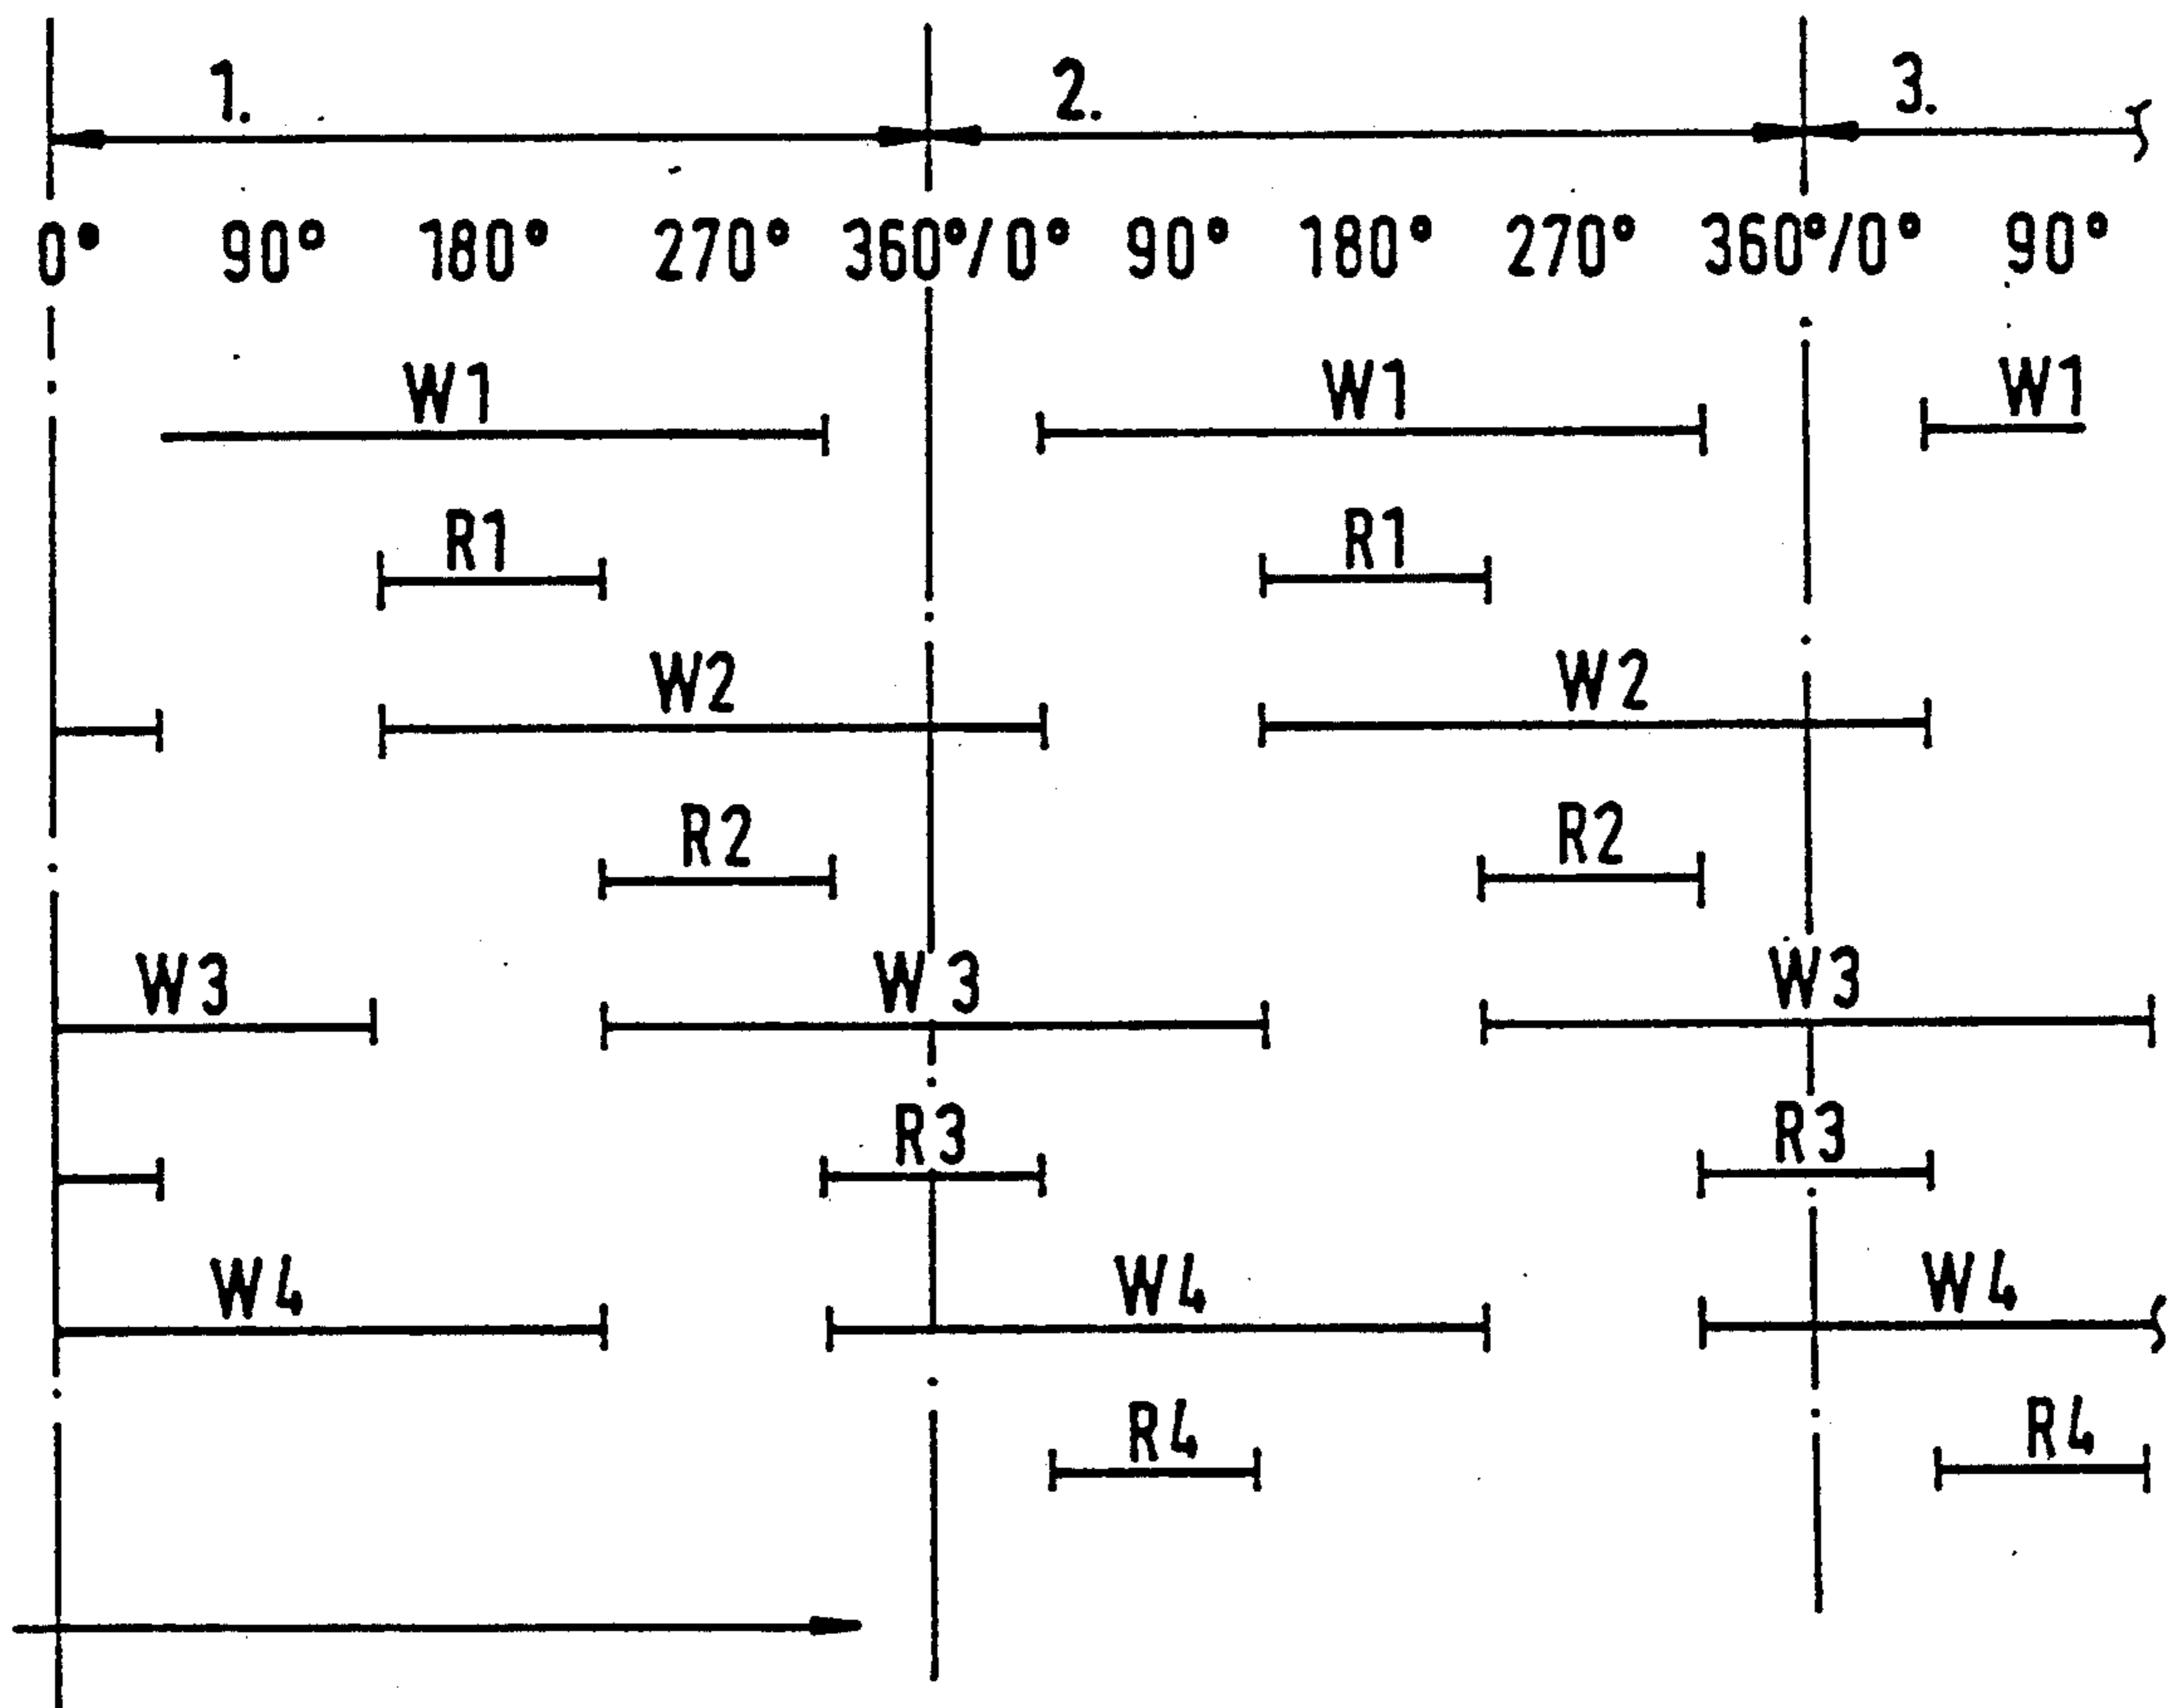 1. 2. 3.
0° 90° 180° 270° 360°/0° 90° 180° 270° 360°/0° 90°
W1 W1 W1
R1 R1
W2 W2
R2 R2
W3 W3 W3
R3 R3
W4 W4 W4
R4 R4